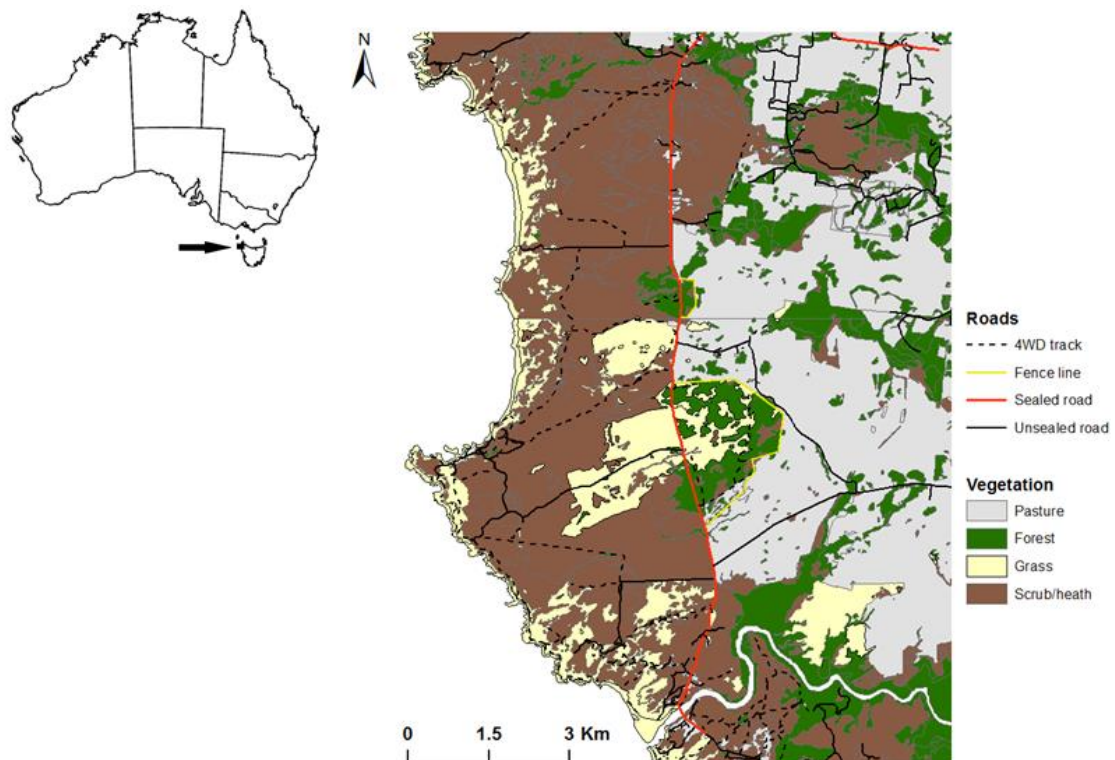 N
Roads
4WD track
Fence line
Sealed road
Unsealed road
Vegetation
Pasture
Forest
Grass
Scrub/heath
0 1.5 3 Km